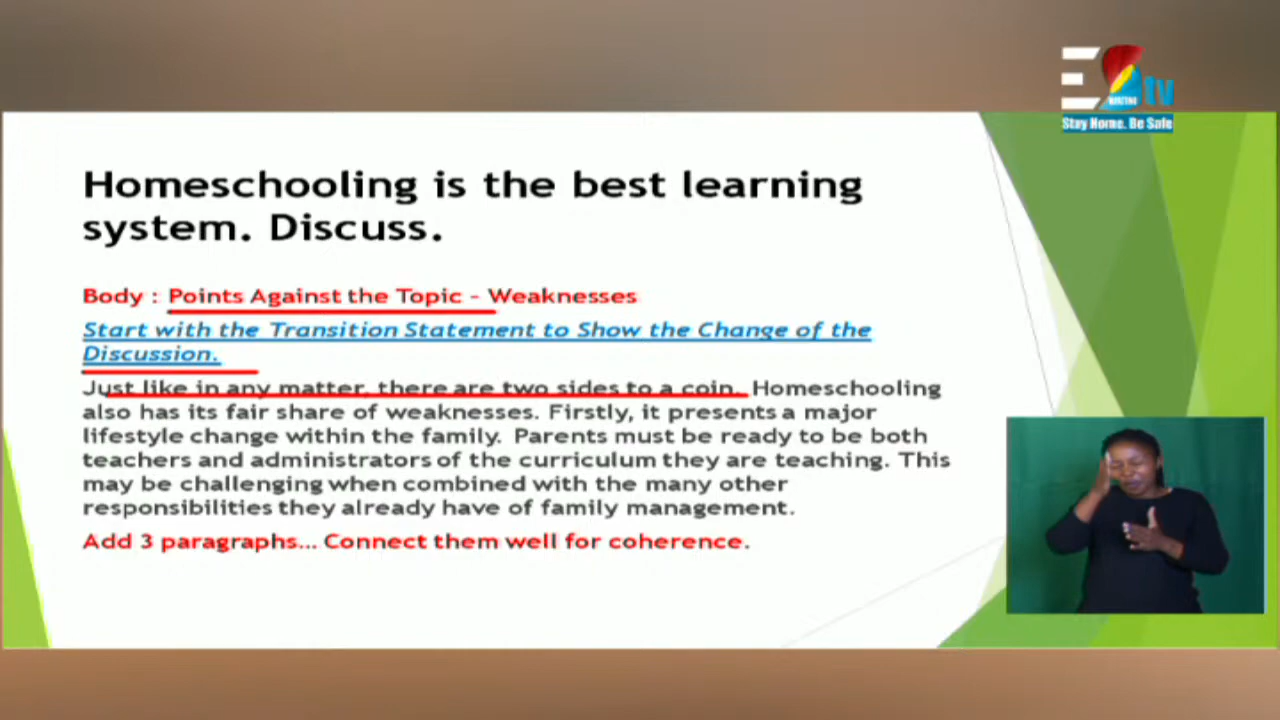 E tv
Stay Home. Be Safe
Homeschooling is the best learning
system. Discuss.
Body : Points Against the Topic - Weaknesses
Start with the Transition Statement to Show the Change of the
Discussion.
Just like in any matter, there are two sides to a coin. Homeschooling
also has its fair share of weaknesses. Firstly, it presents a major
lifestyle change within the family. Parents must be ready to be both
teachers and administrators of the curriculum they are teaching. This
may be challenging when combined with the many other
responsibilities they already have of family management.
Add 3 paragraphs... Connect them well for coherence.